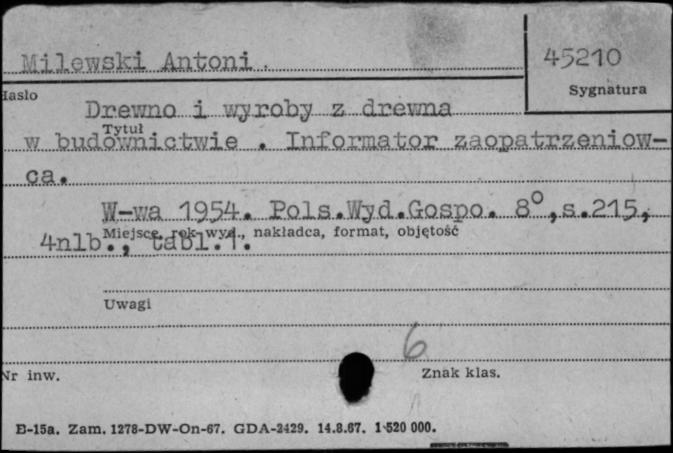 Milewski Antoni.
45210
Hasło
Sygnatura
Drewno i wyroby z drewna
Tytuł
w budownictwie . Informator zaopatrzeniow-
ca.
W-wa 1954. Pols.Wyd.Gospo. 8°,s.215,
Miejsce, rok wyd., nakładca, format, objętość
4nlb., tabl.1.
Uwagi
6
Nr inw.
Znak klas.
B-15a. Zam. 1278-DW-On-67. GDA-2429. 14.8.67. 1·520 000.